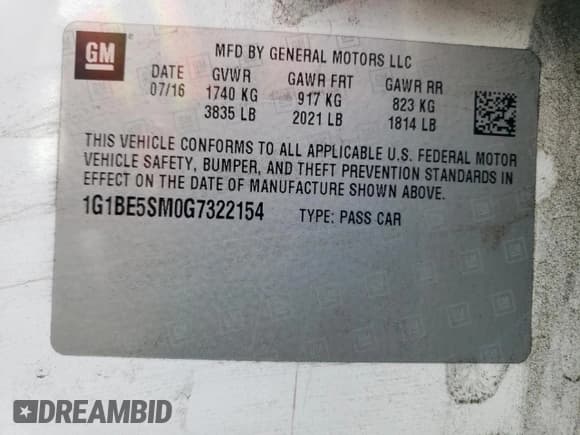 GM
MFD BY GENERAL MOTORS LLC
DATE GVWR GAWR FRT GAWR RR
07/16 1740 KG 917 KG 823 KG
3835 LB 2021 LB 1814 LB
THIS VEHICLE CONFORMS TO ALL APPLICABLE U.S. FEDERAL MOTOR
VEHICLE SAFETY, BUMPER, AND THEFT PREVENTION STANDARDS IN
EFFECT ON THE DATE OF MANUFACTURE SHOWN ABOVE.
1G1BE5SM0G7322154 TYPE: PASS CAR
DREAMBID